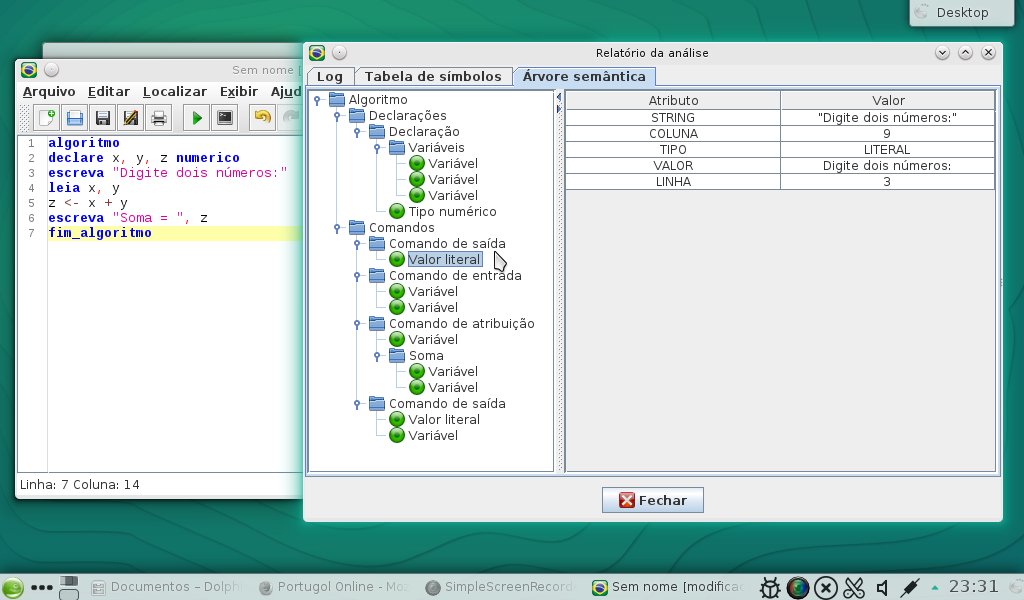 Desktop
Sem nome [
Arquivo Editar Localizar Exibir Ajud
1 algoritmo
2 declare x, y, z numerico
3 escreva "Digite dois números:"
4 leia x, y
5 z <- x + y
6 escreva "Soma = ", z
7 fim_algoritmo
Linha: 7 Coluna: 14
Relatório da análise
Log Tabela de símbolos Árvore semântica
Algoritmo
Declarações
Declaração
Variáveis
Variável
Variável
Variável
Tipo numérico
Comandos
Comando de saída
Valor literal
Comando de entrada
Variável
Variável
Comando de atribuição
Variável
Soma
Variável
Variável
Comando de saída
Valor literal
Variável
Atributo Valor
STRING "Digite dois números:"
COLUNA 9
TIPO LITERAL
VALOR Digite dois números:
LINHA 3
Fechar
Documentos – Dolph
Portugol Online - Moz
SimpleScreenRecord
Sem nome [modifica
23:31